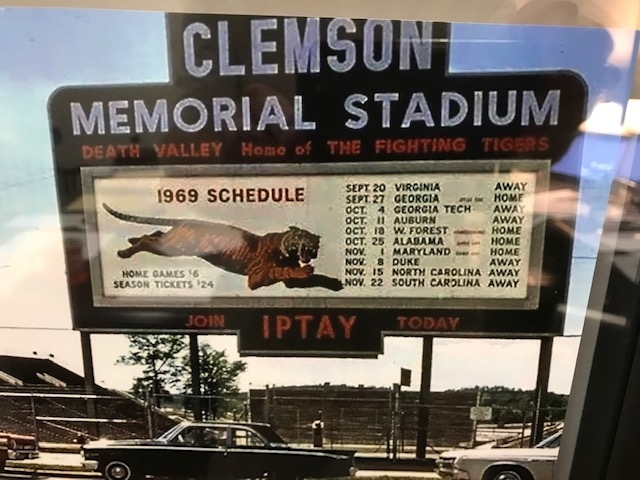 CLEMSON
MEMORIAL STADIUM
DEATH VALLEY Home of THE FIGHTING TIGERS
1969 SCHEDULE
SEPT. 20 VIRGINIA AWAY
SEPT. 27 GEORGIA HOME
OCT. 4 GEORGIA TECH AWAY
OCT. 11 AUBURN AWAY
OCT. 18 W. FOREST HOME
OCT. 25 ALABAMA HOME
NOV. 1 MARYLAND HOME
NOV. 8 DUKE AWAY
NOV. 15 NORTH CAROLINA AWAY
NOV. 22 SOUTH CAROLINA AWAY
HOME GAMES $6
SEASON TICKETS $24
JOIN IPTAY TODAY